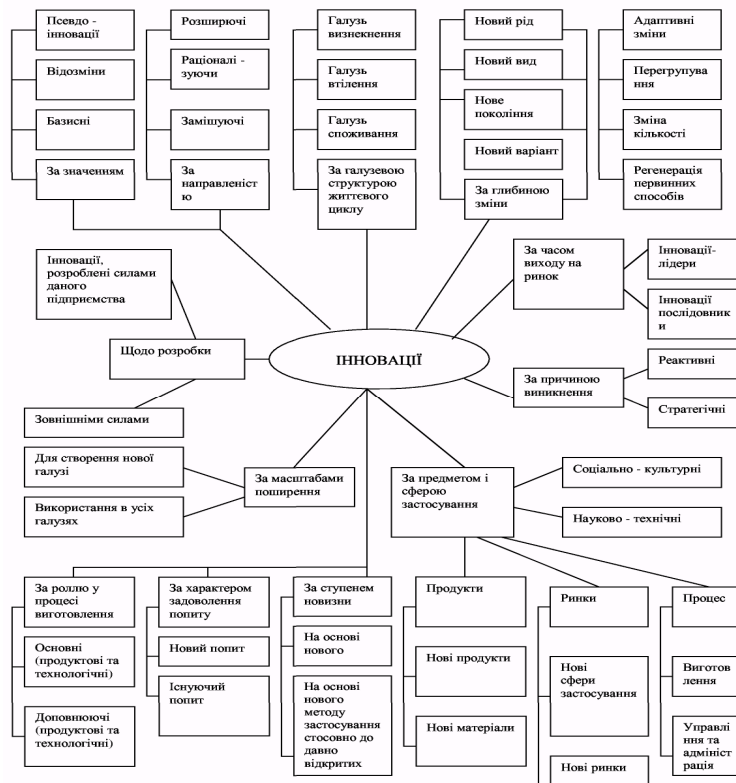 Псевдо -
інновації
Відозміни
Базисні
За значенням
Розширюючі
Раціоналі -
зуючи
Заміщуючі
За
направленіст
ю
Галузь
визнекнення
Галузь
втілення
Галузь
споживання
За галузевою
структурою
життєвого
циклу
Новий рід
Новий вид
Нове
покоління
Новий варіант
За глибиною
зміни
Адаптивні
зміни
Перегрупува
ння
Зміна
кількості
Регенерація
первинних
способів
Інновації,
розроблені силами
даного
підприємства
Щодо розробки
Зовнішніми силами
ІННОВАЦІЇ
За часом
виходу на
ринок
Інновації-
лідери
Інновації
послідовник
и
За причиною
виникнення
Реактивні
Стратегічні
Для створення нової
галузі
Використання в усіх
галузях
За масштабами
поширення
За предметом і
сферою
застосування
Соціально - культурні
Науково - технічні
За роллю у
процесі
виготовлення
Основні
(продуктові та
технологічні)
Доповнюючі
(продуктові та
технологічні)
За характером
задоволення
попиту
Новий попит
Існуючий
попит
За ступенем
новизни
На основі
нового
На основі
нового
методу
застосування
стосовно до
давно
відкритих
Продукти
Нові продукти
Нові матеріали
Ринки
Нові
сфери
застосування
Нові ринки
Процес
Виготов
лення
Управлі
ння та
адмініст
рація